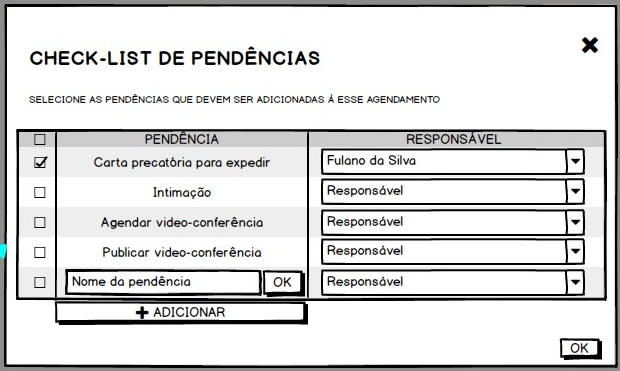 CHECK-LIST DE PENDÊNCIAS
SELECIONE AS PENDÊNCIAS QUE DEVEM SER ADICIONADAS À ESSE AGENDAMENTO
PENDÊNCIA RESPONSÁVEL
Carta precatória para expedir Fulano da Silva
Intimação Responsável
Agendar video-conferência Responsável
Publicar video-conferência Responsável
Nome da pendência OK Responsável
ADICIONAR
OK